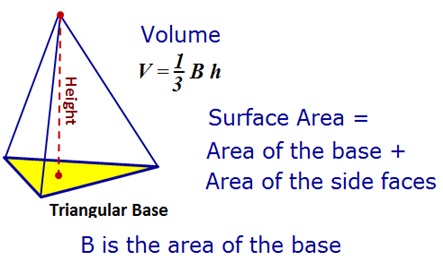 Volume
V = 1/3 B h
Height
Surface Area =
Area of the base +
Area of the side faces
Triangular Base
B is the area of the base